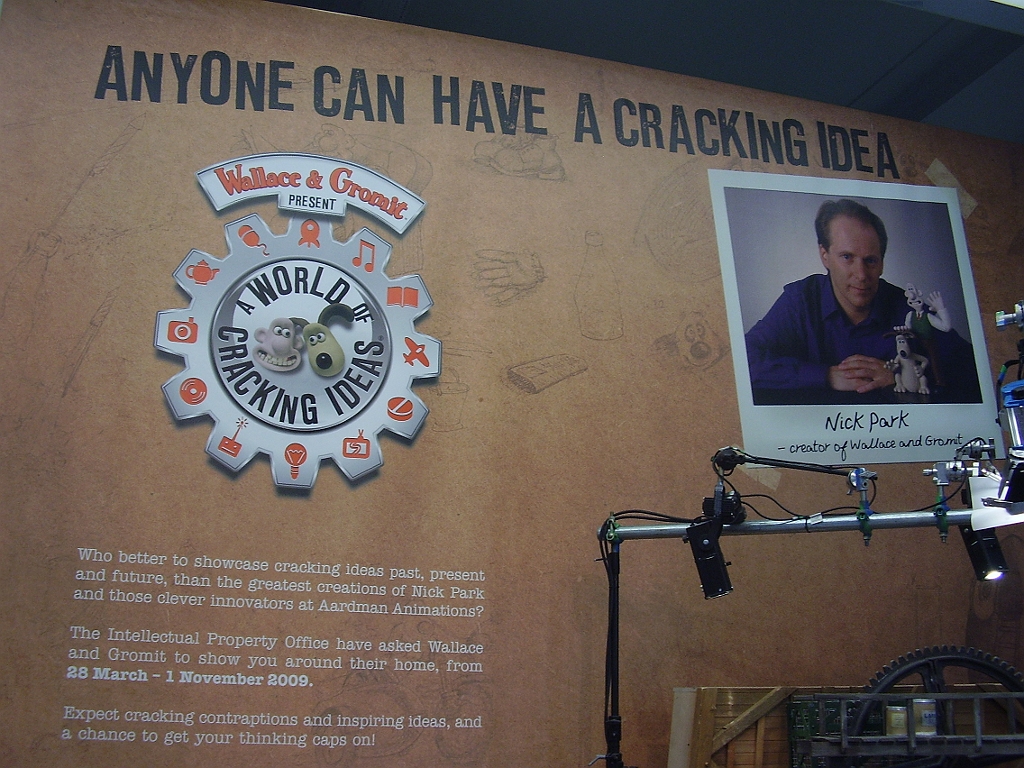 ANYONE CAN HAVE A CRACKING IDEA
Wallace & Gromit
PRESENT
A WORLD OF
CRACKING IDEAS
Nick Park
- creator of Wallace and Gromit
Who better to showcase cracking ideas past, present
and future, than the greatest creations of Nick Park
and those clever innovators at Aardman Animations?
The Intellectual Property Office have asked Wallace
and Gromit to show you around their home, from
28 March – 1 November 2009.
Expect cracking contraptions and inspiring ideas, and
a chance to get your thinking caps on!